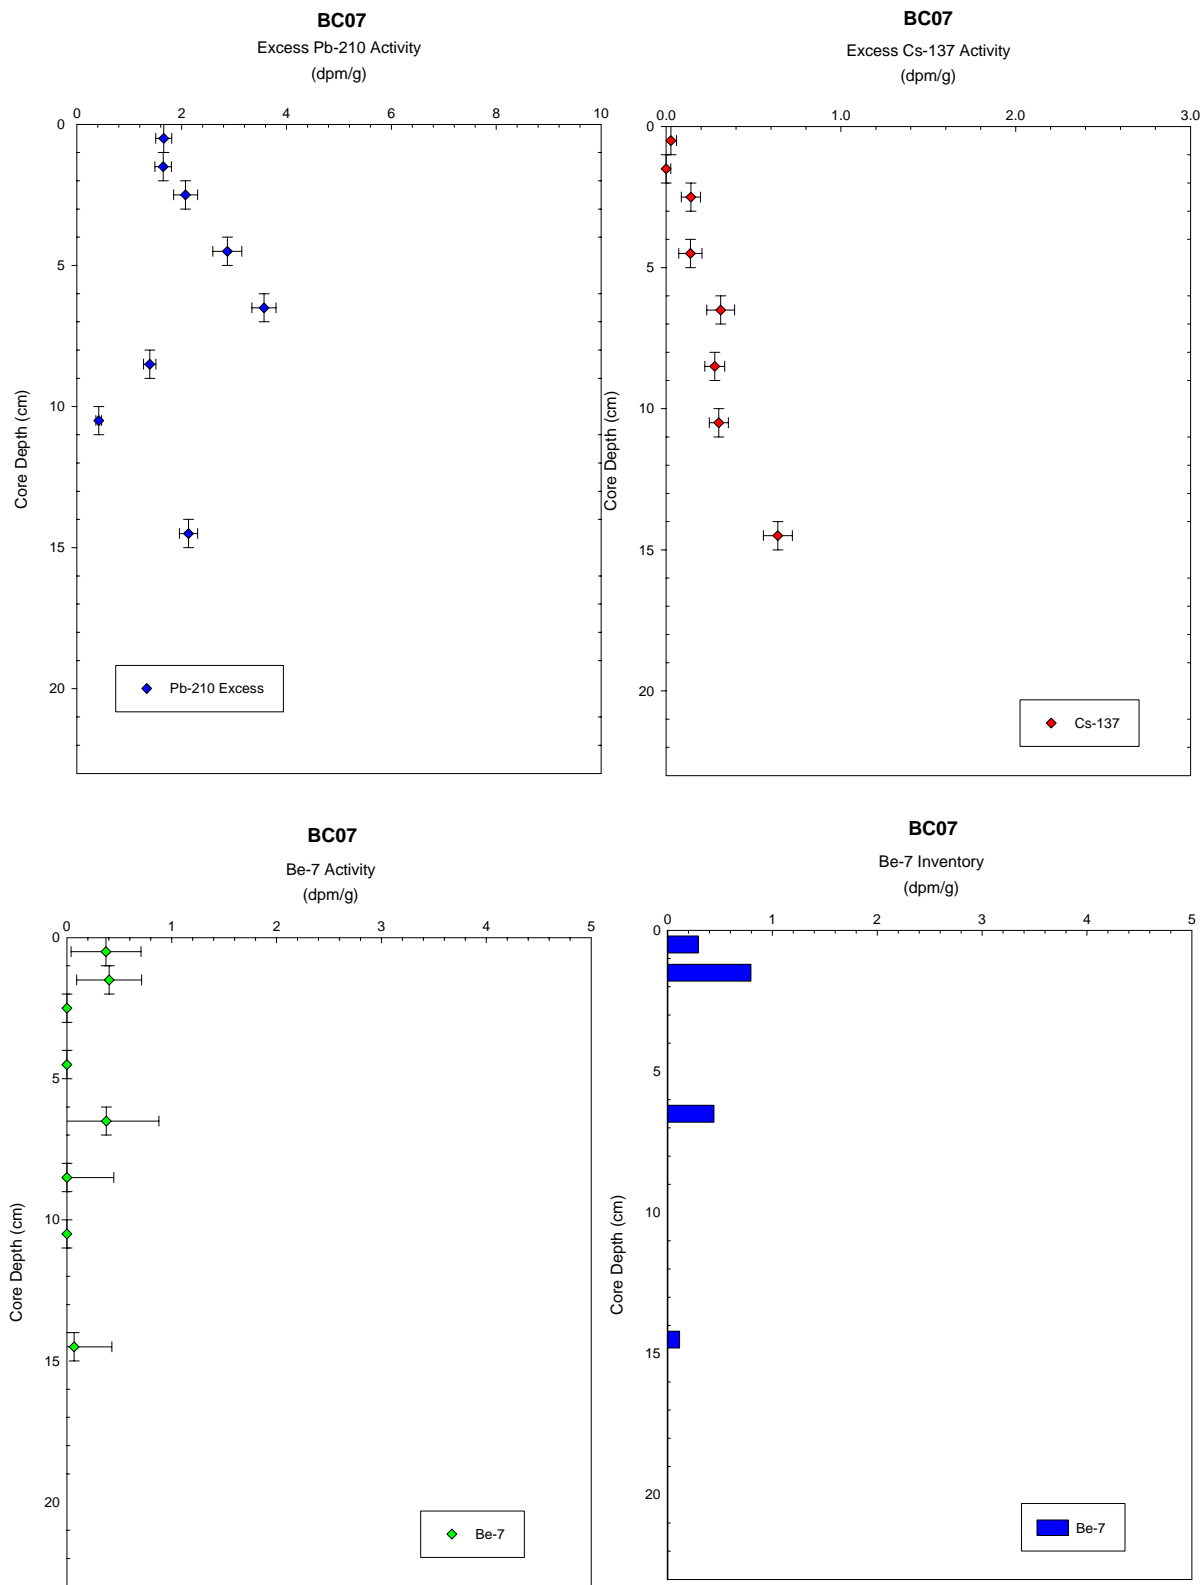 BC07
Excess Pb-210 Activity
(dpm/g)
0 2 4 6 8 10
0
5
10
15
20
Core Depth (cm)
Pb-210 Excess
BC07
Excess Cs-137 Activity
(dpm/g)
0.0 1.0 2.0 3.0
0
5
10
15
20
Core Depth (cm)
Cs-137
BC07
Be-7 Activity
(dpm/g)
0 1 2 3 4 5
0
5
10
15
20
Core Depth (cm)
Be-7
BC07
Be-7 Inventory
(dpm/g)
0 1 2 3 4 5
0
5
10
15
20
Core Depth (cm)
Be-7